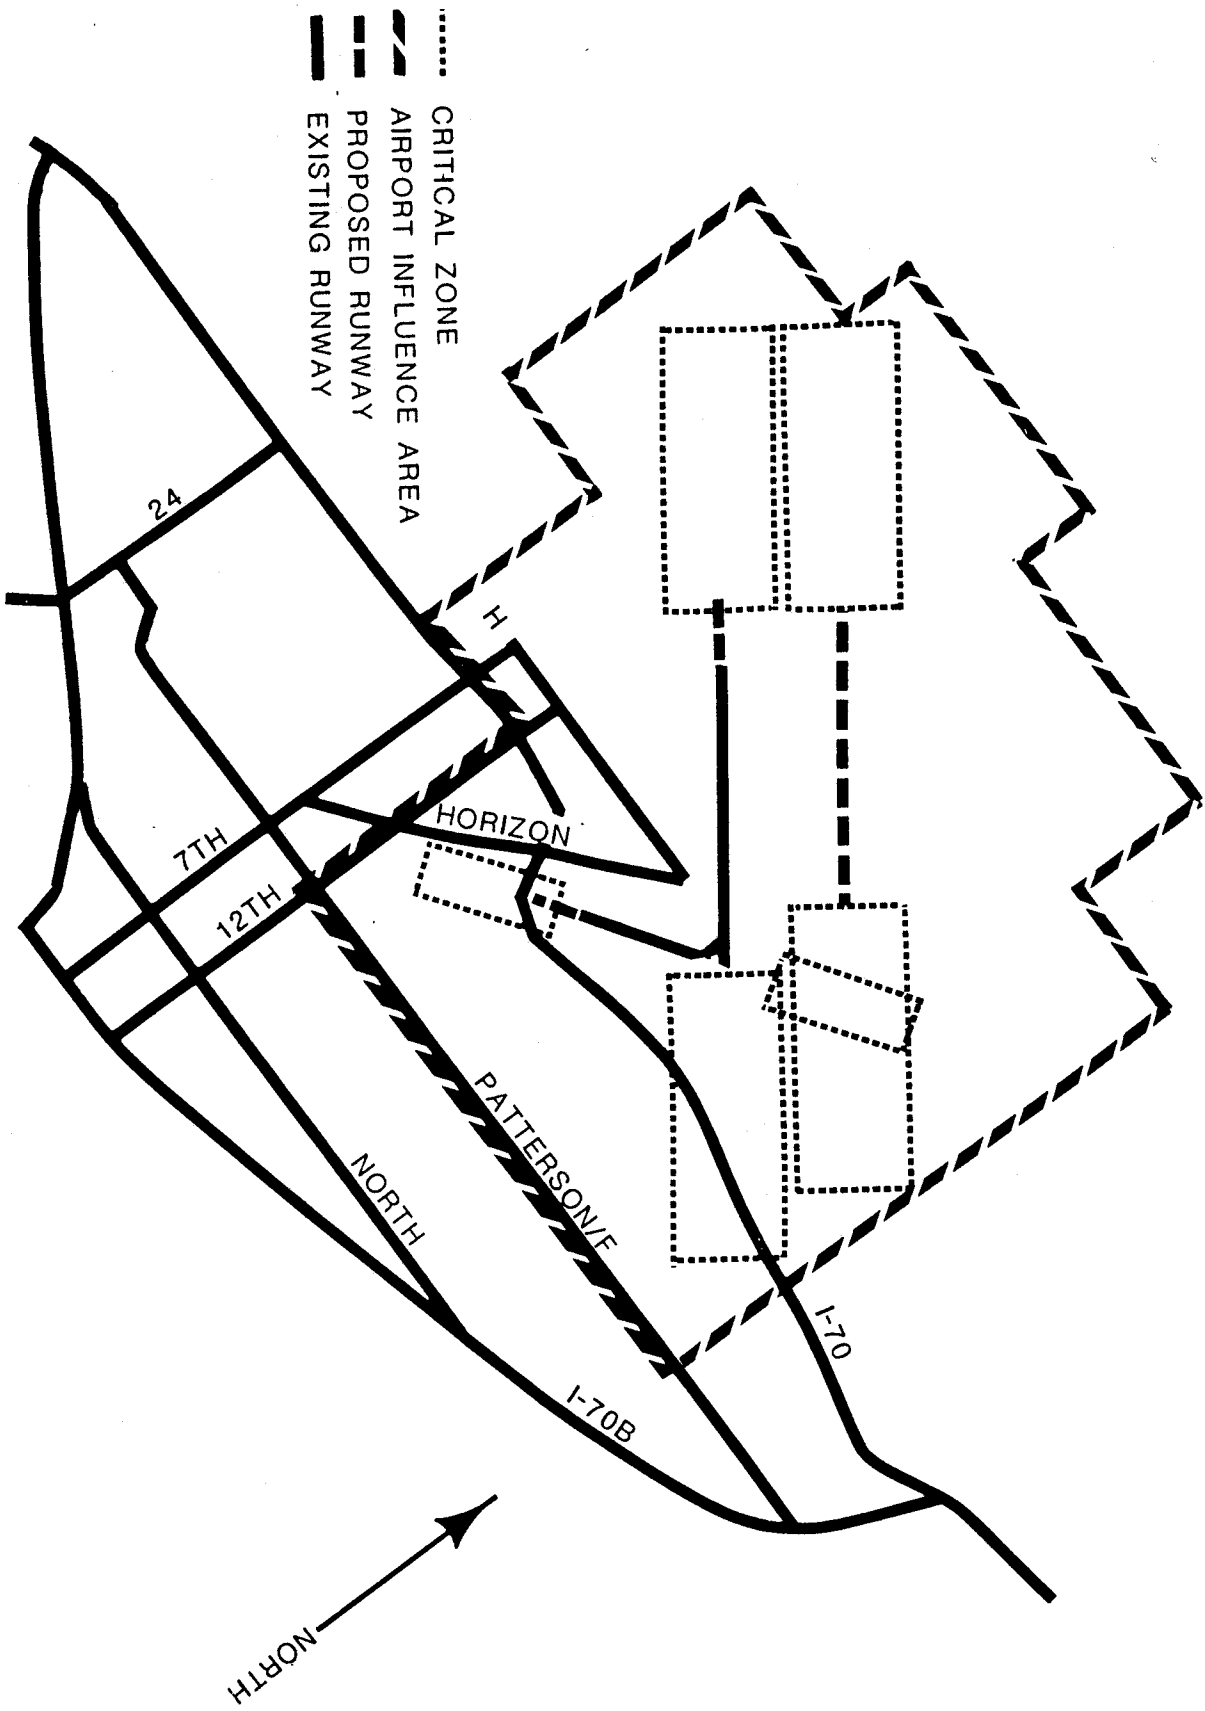 CRITICAL ZONE
AIRPORT INFLUENCE AREA
PROPOSED RUNWAY
EXISTING RUNWAY
24
H
HORIZON
7TH
12TH
PATTERSON/F
NORTH
I-70
I-70B
NORTH